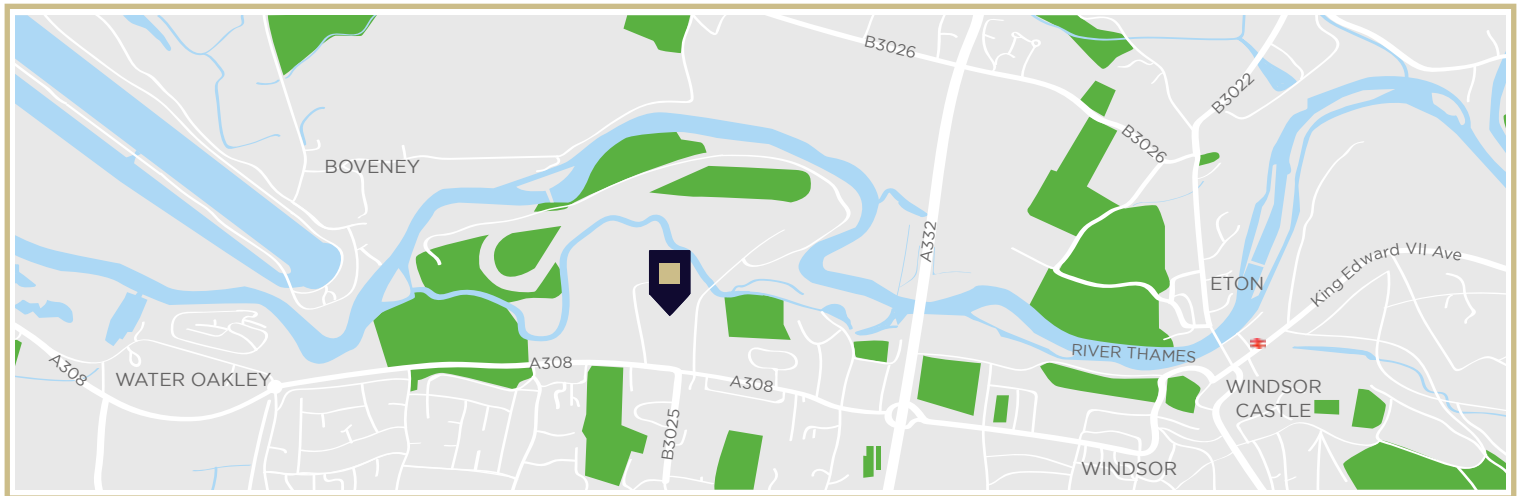 B3026
B3022
B3026
BOVENEY
A332
King Edward VII Ave
ETON
RIVER THAMES
A308
A308
WATER OAKLEY
A308
WINDSOR
CASTLE
B3025
WINDSOR